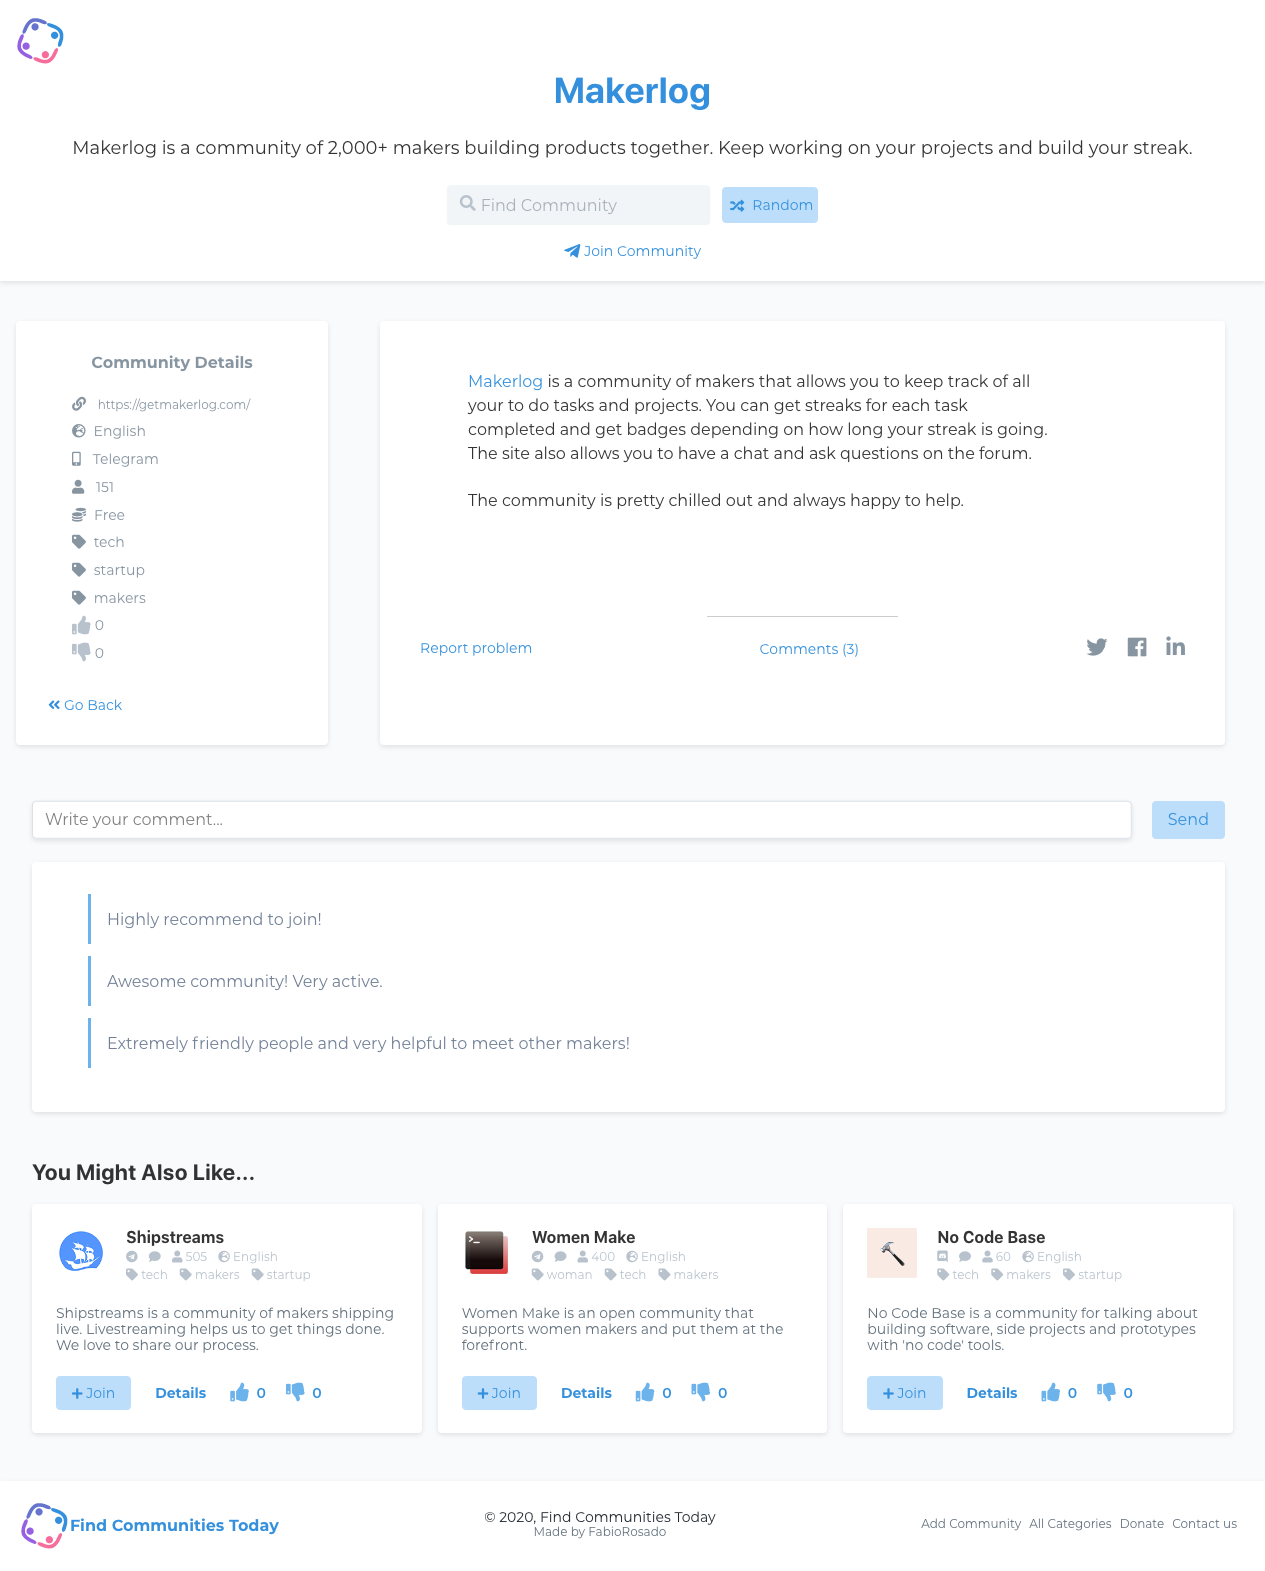 Makerlog
Makerlog is a community of 2,000+ makers building products together. Keep working on your projects and build your streak.
Find Community
Random
Join Community
Community Details
https://getmakerlog.com/
English
Telegram
151
Free
tech
startup
makers
0
0
Go Back
Makerlog is a community of makers that allows you to keep track of all
your to do tasks and projects. You can get streaks for each task
completed and get badges depending on how long your streak is going.
The site also allows you to have a chat and ask questions on the forum.
The community is pretty chilled out and always happy to help.
Report problem
Comments (3)
Write your comment...
Send
Highly recommend to join!
Awesome community! Very active.
Extremely friendly people and very helpful to meet other makers!
You Might Also Like...
Shipstreams
505 English
tech makers startup
Shipstreams is a community of makers shipping
live. Livestreaming helps us to get things done.
We love to share our process.
Join Details 0 0
Women Make
400 English
woman tech makers
Women Make is an open community that
supports women makers and put them at the
forefront.
Join Details 0 0
No Code Base
60 English
tech makers startup
No Code Base is a community for talking about
building software, side projects and prototypes
with 'no code' tools.
Join Details 0 0
Find Communities Today
© 2020, Find Communities Today
Made by FabioRosado
Add Community All Categories Donate Contact us